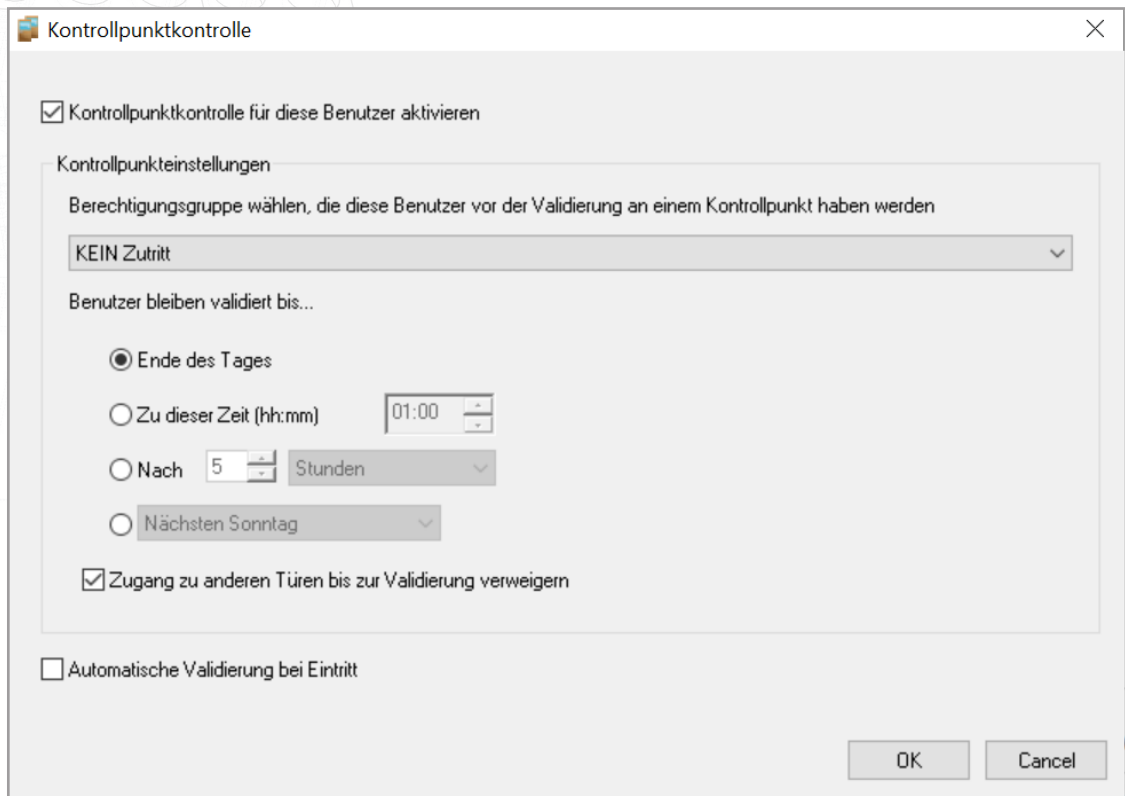 Kontrollpunktkontrolle
Kontrollpunktkontrolle für diese Benutzer aktivieren
Kontrollpunkteinstellungen
Berechtigungsgruppe wählen, die diese Benutzer vor der Validierung an einem Kontrollpunkt haben werden
KEIN Zutritt
Benutzer bleiben validiert bis...
Ende des Tages
Zu dieser Zeit (hh:mm) 01:00
Nach 5 Stunden
Nächsten Sonntag
Zugang zu anderen Türen bis zur Validierung verweigern
Automatische Validierung bei Eintritt
OK Cancel